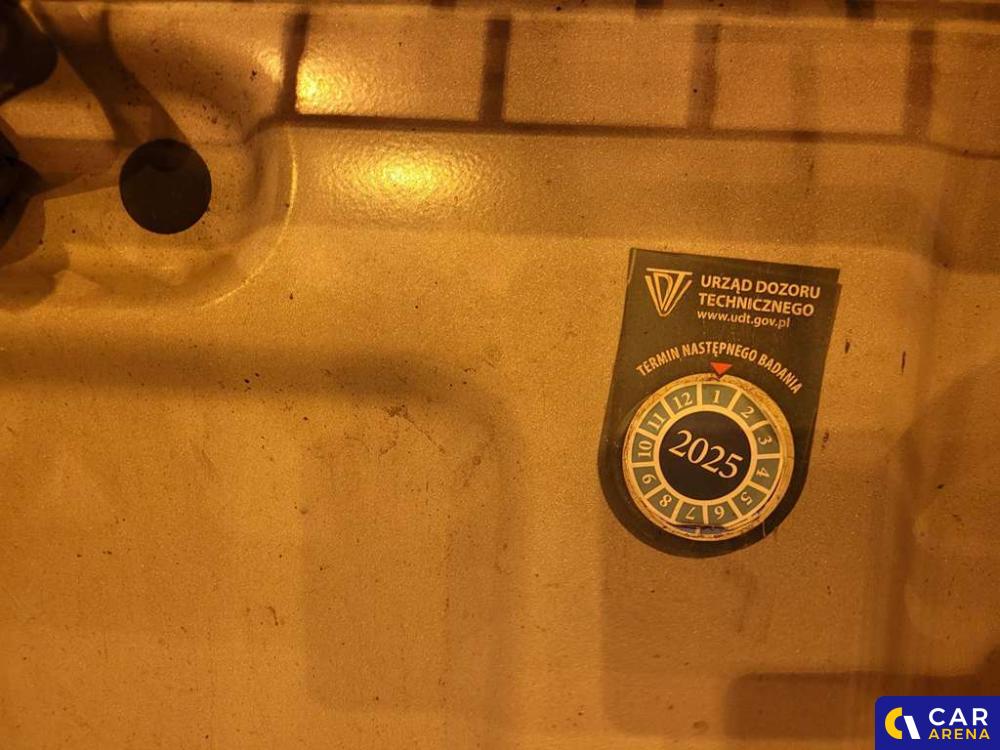 UDT
URZĄD DOZORU
TECHNICZNEGO
www.udt.gov.pl
TERMIN NASTĘPNEGO BADANIA
1 2 3 4 5 6 7 8 9 10 11 12
2025
CAR
ARENA